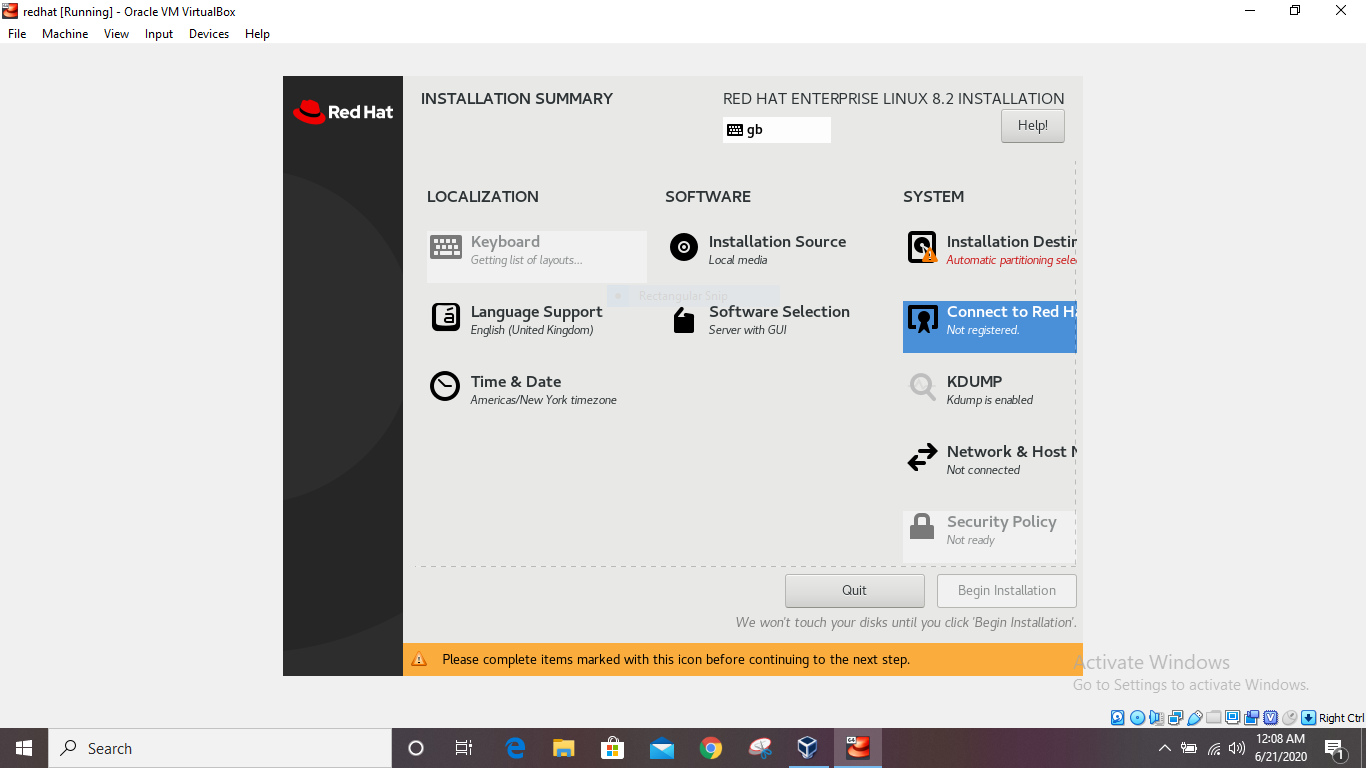 redhat [Running] - Oracle VM VirtualBox
File Machine View Input Devices Help
Red Hat
INSTALLATION SUMMARY
RED HAT ENTERPRISE LINUX 8.2 INSTALLATION
gb
Help!
LOCALIZATION
SOFTWARE
SYSTEM
Keyboard
Getting list of layouts...
Installation Source
Local media
Installation Destin
Automatic partitioning sele
Rectangular Snip
Language Support
English (United Kingdom)
Software Selection
Server with GUI
Connect to Red Ha
Not registered.
Time & Date
Americas/New York timezone
KDUMP
Kdump is enabled
Network & Host N
Not connected
Security Policy
Not ready
Quit
Begin Installation
We won't touch your disks until you click 'Begin Installation'.
Please complete items marked with this icon before continuing to the next step.
Activate Windows
Go to Settings to activate Windows.
Right Ctrl
Search
12:08 AM
6/21/2020
1